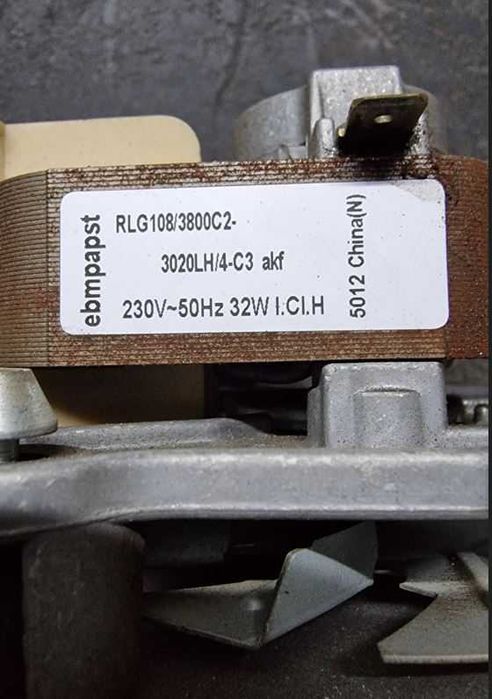 ebmpapst
RLG108/3800C2-
3020LH/4-C3 akf
230V~50Hz 32W I.Cl.H
5012 China(N)